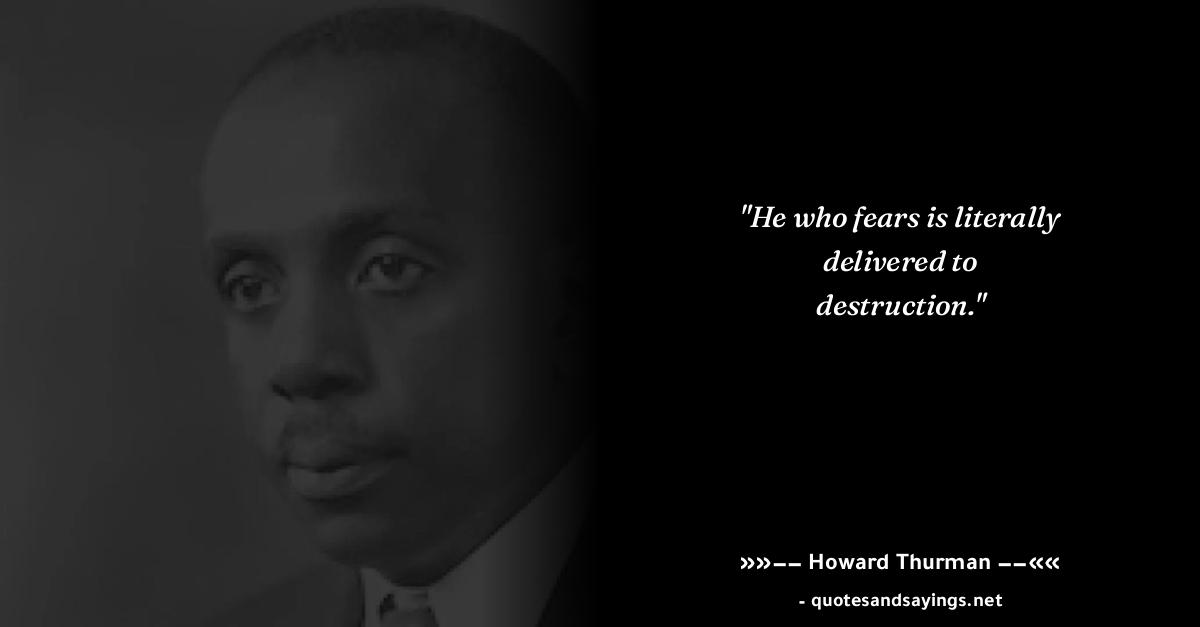 "He who fears is literally
delivered to
destruction."
»»–– Howard Thurman ––««
- quotesandsayings.net